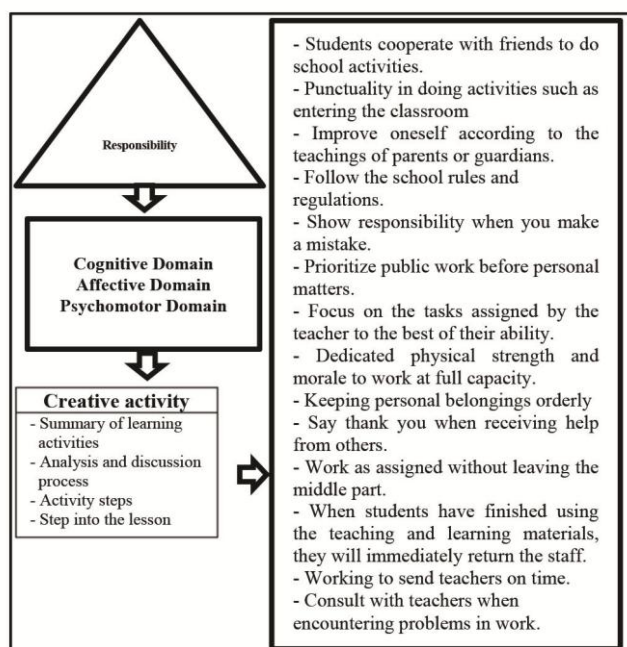 Responsibility
Cognitive Domain
Affective Domain
Psychomotor Domain
Creative activity
- Summary of learning
activities
- Analysis and discussion
process
- Activity steps
- Step into the lesson
- Students cooperate with friends to do
school activities.
- Punctuality in doing activities such as
entering the classroom
- Improve oneself according to the
teachings of parents or guardians.
- Follow the school rules and
regulations.
- Show responsibility when you make
a mistake.
- Prioritize public work before personal
matters.
- Focus on the tasks assigned by the
teacher to the best of their ability.
- Dedicated physical strength and
morale to work at full capacity.
- Keeping personal belongings orderly
- Say thank you when receiving help
from others.
- Work as assigned without leaving the
middle part.
- When students have finished using
the teaching and learning materials,
they will immediately return the staff.
- Working to send teachers on time.
- Consult with teachers when
encountering problems in work.